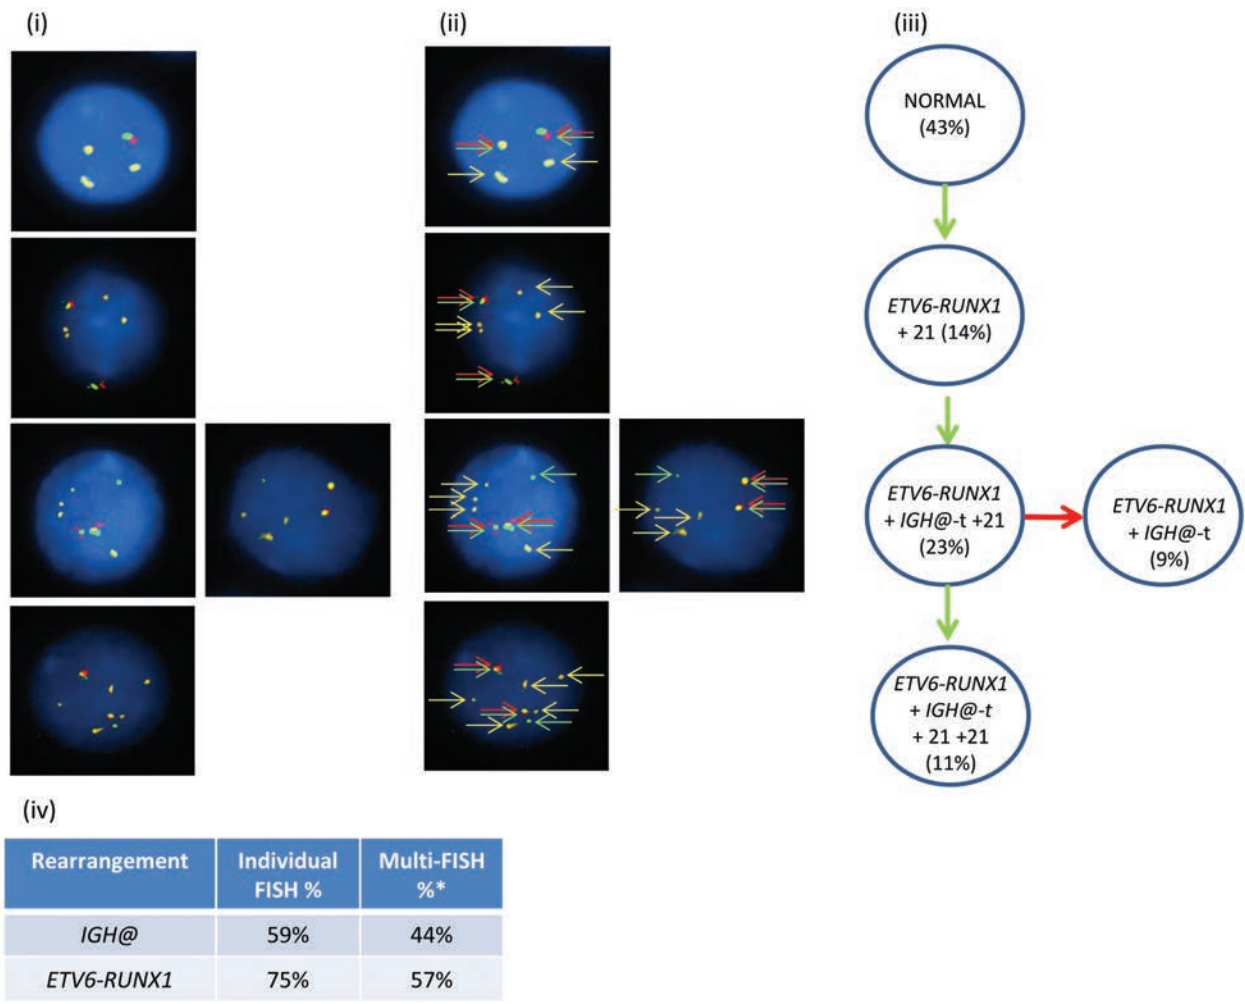 (i)
(ii)
(iii)
NORMAL
(43%)
ETV6-RUNX1
+ 21 (14%)
ETV6-RUNX1
+ IGH@-t +21
(23%)
ETV6-RUNX1
+ IGH@-t
(9%)
ETV6-RUNX1
+ IGH@-t
+ 21 +21
(11%)
(iv)
Rearrangement Individual FISH % Multi-FISH %*
IGH@ 59% 44%
ETV6-RUNX1 75% 57%